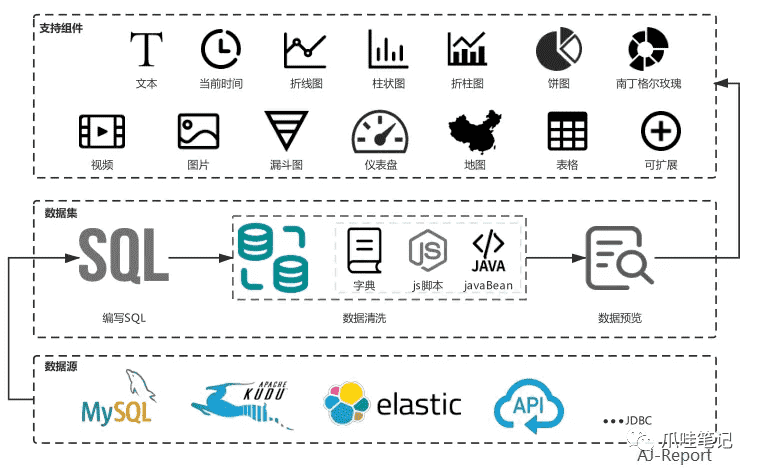 支持组件
T
文本 当前时间 折线图 柱状图 折柱图 饼图 南丁格尔玫瑰
视频 图片 漏斗图 仪表盘 地图 表格 可扩展
数据集
SQL
JS
JAVA
字典 js脚本 javaBean
编写SQL 数据清洗 数据预览
数据源
MySQL
APACHE
KUDU
elastic
API
•••JDBC
爪哇笔记
AJ-Report